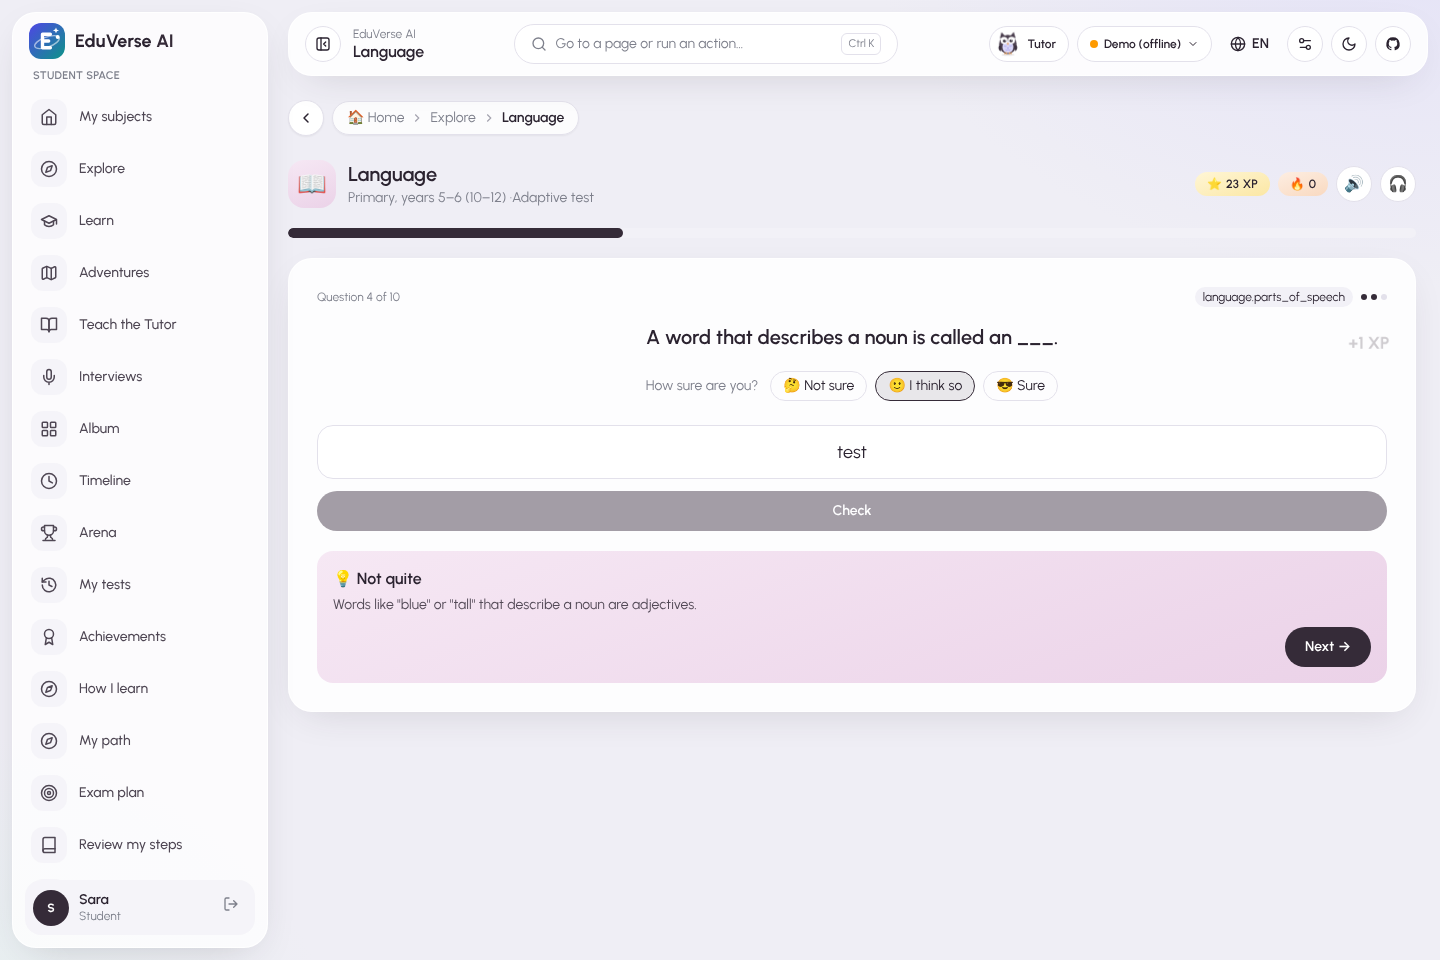 EduVerse AI
STUDENT SPACE
My subjects
Explore
Learn
Adventures
Teach the Tutor
Interviews
Album
Timeline
Arena
My tests
Achievements
How I learn
My path
Exam plan
Review my steps
S
Sara
Student
EduVerse AI
Language
Go to a page or run an action...
Ctrl K
Tutor
Demo (offline)
EN
Home
Explore
Language
Language
Primary, years 5–6 (10–12) ·Adaptive test
23 XP
0
Question 4 of 10
language.parts_of_speech
A word that describes a noun is called an ___.
+1 XP
How sure are you?
Not sure
I think so
Sure
test
Check
Not quite
Words like "blue" or "tall" that describe a noun are adjectives.
Next →